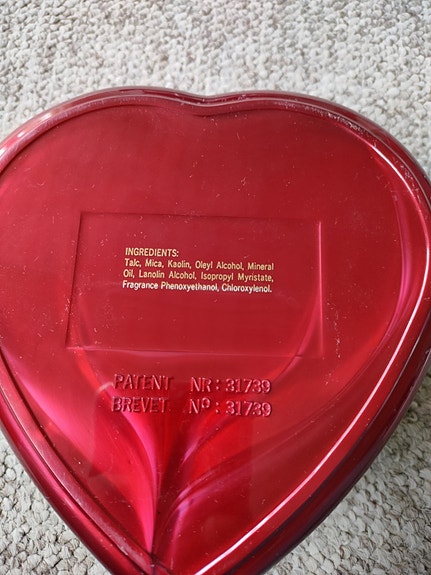 INGREDIENTS:
Talc, Mica, Kaolin, Oleyl Alcohol, Mineral
Oil, Lanolin Alcohol, Isopropyl Myristate,
Fragrance Phenoxyethanol, Chloroxylenol.
PATENT NR: 31739
BREVET Nº: 31739